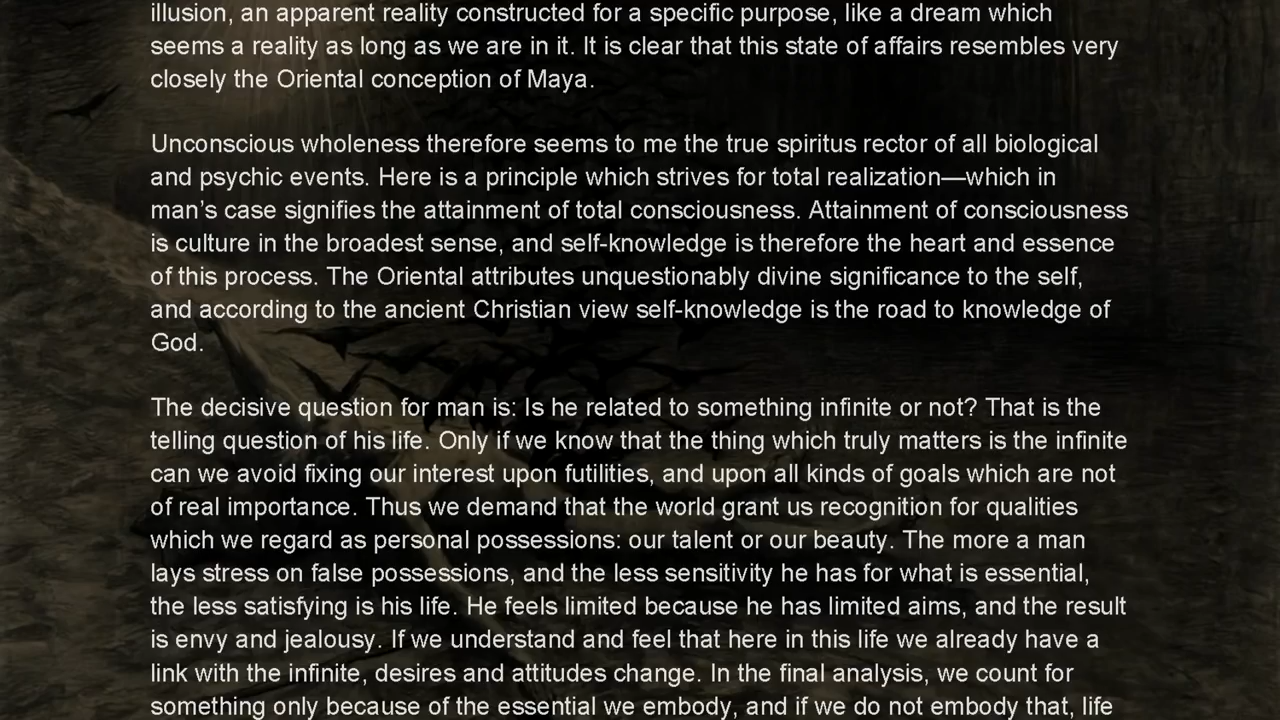 illusion, an apparent reality constructed for a specific purpose, like a dream which
seems a reality as long as we are in it. It is clear that this state of affairs resembles very
closely the Oriental conception of Maya.
Unconscious wholeness therefore seems to me the true spiritus rector of all biological
and psychic events. Here is a principle which strives for total realization—which in
man’s case signifies the attainment of total consciousness. Attainment of consciousness
is culture in the broadest sense, and self-knowledge is therefore the heart and essence
of this process. The Oriental attributes unquestionably divine significance to the self,
and according to the ancient Christian view self-knowledge is the road to knowledge of
God.
The decisive question for man is: Is he related to something infinite or not? That is the
telling question of his life. Only if we know that the thing which truly matters is the infinite
can we avoid fixing our interest upon futilities, and upon all kinds of goals which are not
of real importance. Thus we demand that the world grant us recognition for qualities
which we regard as personal possessions: our talent or our beauty. The more a man
lays stress on false possessions, and the less sensitivity he has for what is essential,
the less satisfying is his life. He feels limited because he has limited aims, and the result
is envy and jealousy. If we understand and feel that here in this life we already have a
link with the infinite, desires and attitudes change. In the final analysis, we count for
something only because of the essential we embody, and if we do not embody that, life